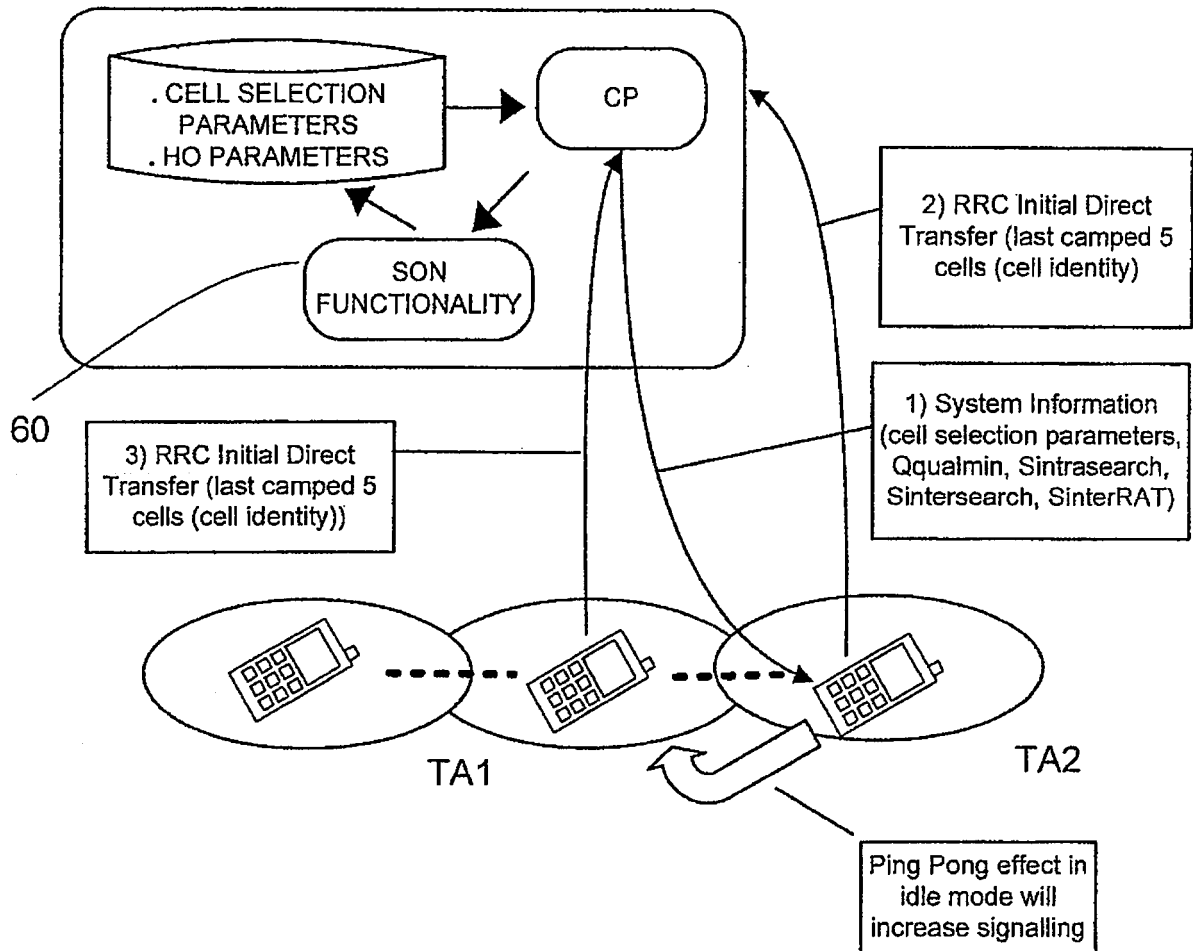 . CELL SELECTION
PARAMETERS
. HO PARAMETERS
CP
SON
FUNCTIONALITY
60
2) RRC Initial Direct
Transfer (last camped 5
cells (cell identity)
1) System Information
(cell selection parameters,
Qqualmin, Sintrasearch,
Sintersearch, SinterRAT)
3) RRC Initial Direct
Transfer (last camped 5
cells (cell identity))
TA1
TA2
Ping Pong effect in
idle mode will
increase signalling